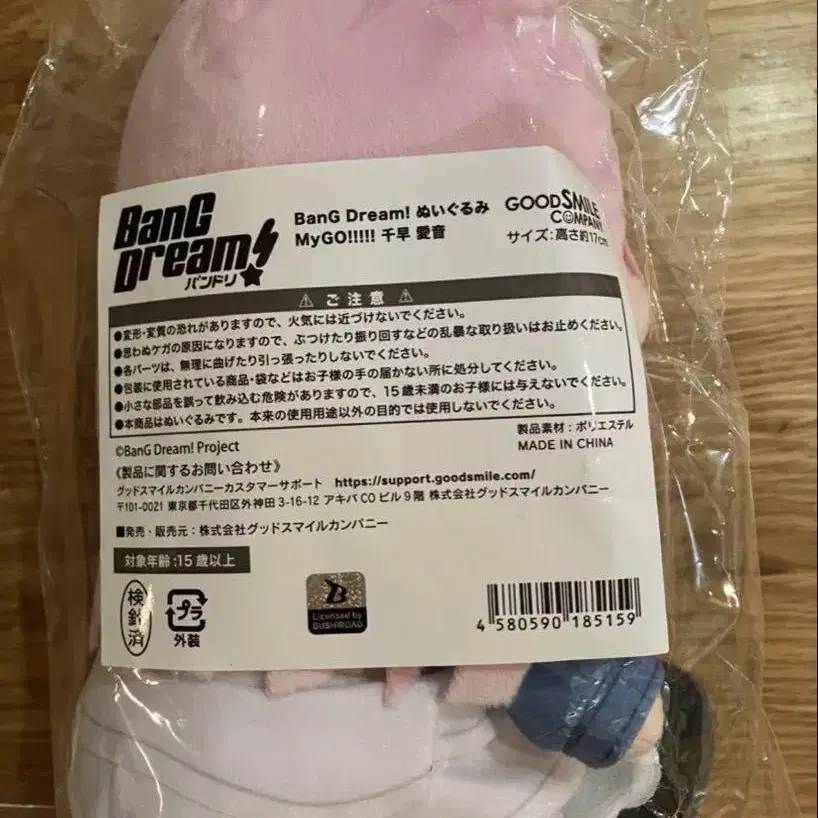 BanG Dream!
バンドリ
BanG Dream! ぬいぐるみ
MyGO!!!!! 千早 愛音
GOODSMILE COMPANY
サイズ:高さ約17cm
⚠ ご注意 ⚠
●変形・変質の恐れがありますので、火気には近づけないでください。
●思わぬケガの原因になりますので、ぶつけたり振り回すなどの乱暴な取り扱いはお止めください。
●各パーツは、無理に曲げたり引っ張ったりしないでください。
●包装に使用されている商品・袋などはお子様の手の届かない所に処分してください。
●小さな部品を誤って飲み込む危険がありますので、15歳未満のお子様には与えないでください。
●本商品はぬいぐるみです。本来の使用用途以外の目的では使用しないでください。
©BanG Dream! Project
製品素材:ポリエステル
MADE IN CHINA
《製品に関するお問い合わせ》
グッドスマイルカンパニーカスタマーサポート https://support.goodsmile.com/
〒101-0021 東京都千代田区外神田 3-16-12 アキバ CO ビル 9 階 株式会社グッドスマイルカンパニー
■発売・販売元:株式会社グッドスマイルカンパニー
対象年齢:15歳以上
検針済
プラ
外装
B
Licensed by
BUSHIROAD
4 580590 185159